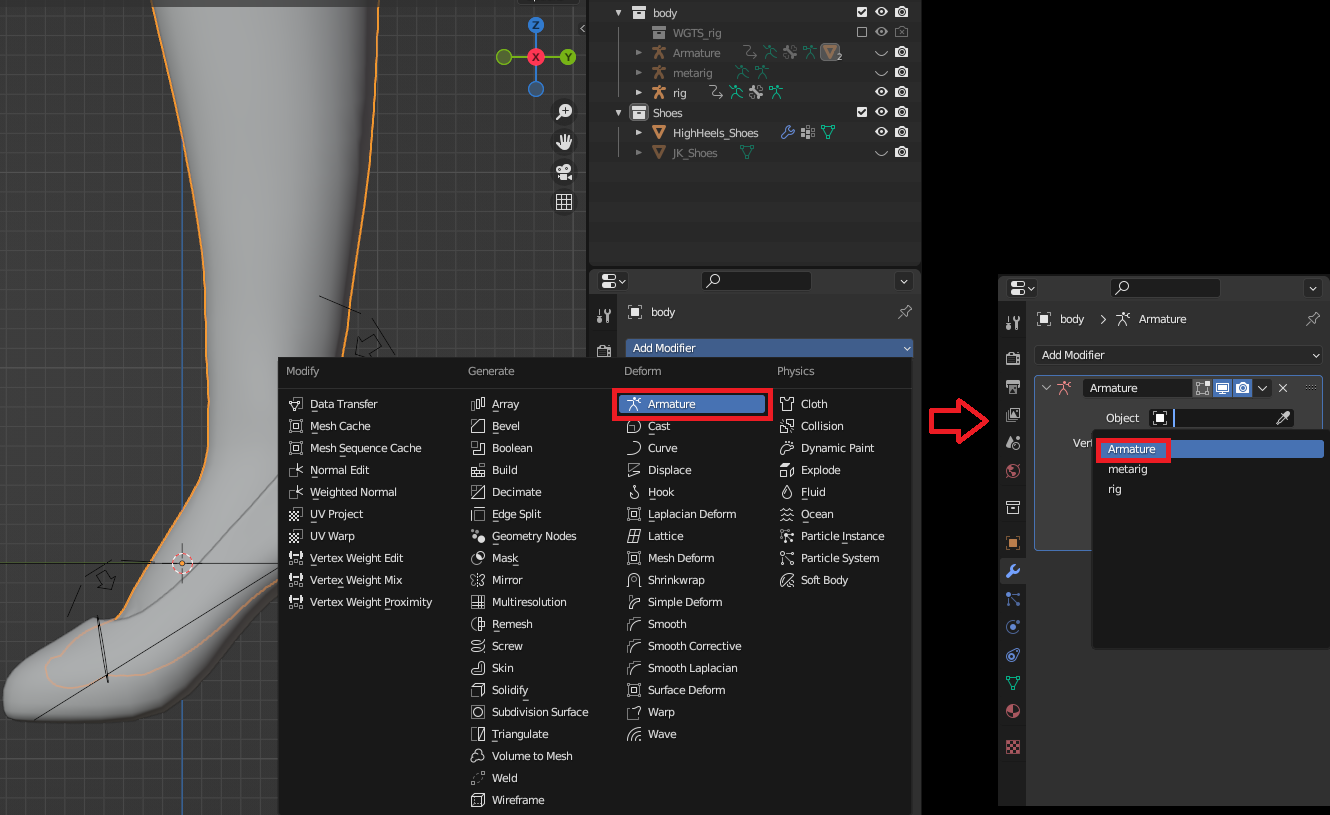 Z
X
Y
body
WGTS_rig
Armature
2
metarig
rig
Shoes
HighHeels_Shoes
JK_Shoes
body
Add Modifier
Modify
Data Transfer
Mesh Cache
Mesh Sequence Cache
Normal Edit
Weighted Normal
UV Project
UV Warp
Vertex Weight Edit
Vertex Weight Mix
Vertex Weight Proximity
Generate
Array
Bevel
Boolean
Build
Decimate
Edge Split
Geometry Nodes
Mask
Mirror
Multiresolution
Remesh
Screw
Skin
Solidify
Subdivision Surface
Triangulate
Volume to Mesh
Weld
Wireframe
Deform
Armature
Cast
Curve
Displace
Hook
Laplacian Deform
Lattice
Mesh Deform
Shrinkwrap
Simple Deform
Smooth
Smooth Corrective
Smooth Laplacian
Surface Deform
Warp
Wave
Physics
Cloth
Collision
Dynamic Paint
Explode
Fluid
Ocean
Particle Instance
Particle System
Soft Body
body > Armature
Add Modifier
Armature
Object
Ver
Armature
metarig
rig